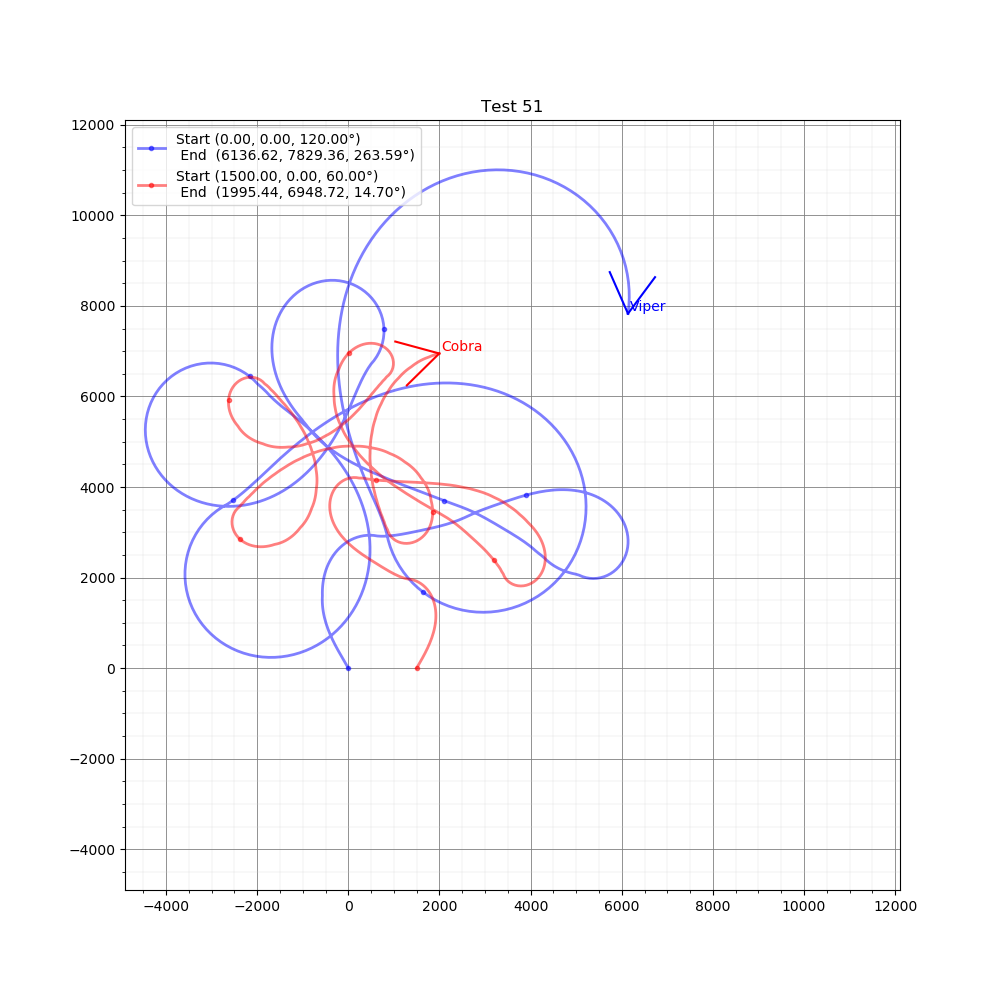 Test 51
Start (0.00, 0.00, 120.00°)
End  (6136.62, 7829.36, 263.59°)
Start (1500.00, 0.00, 60.00°)
End  (1995.44, 6948.72, 14.70°)
12000
10000
8000
6000
4000
2000
0
−2000
−4000
Viper
Cobra
−4000 −2000 0 2000 4000 6000 8000 10000 12000